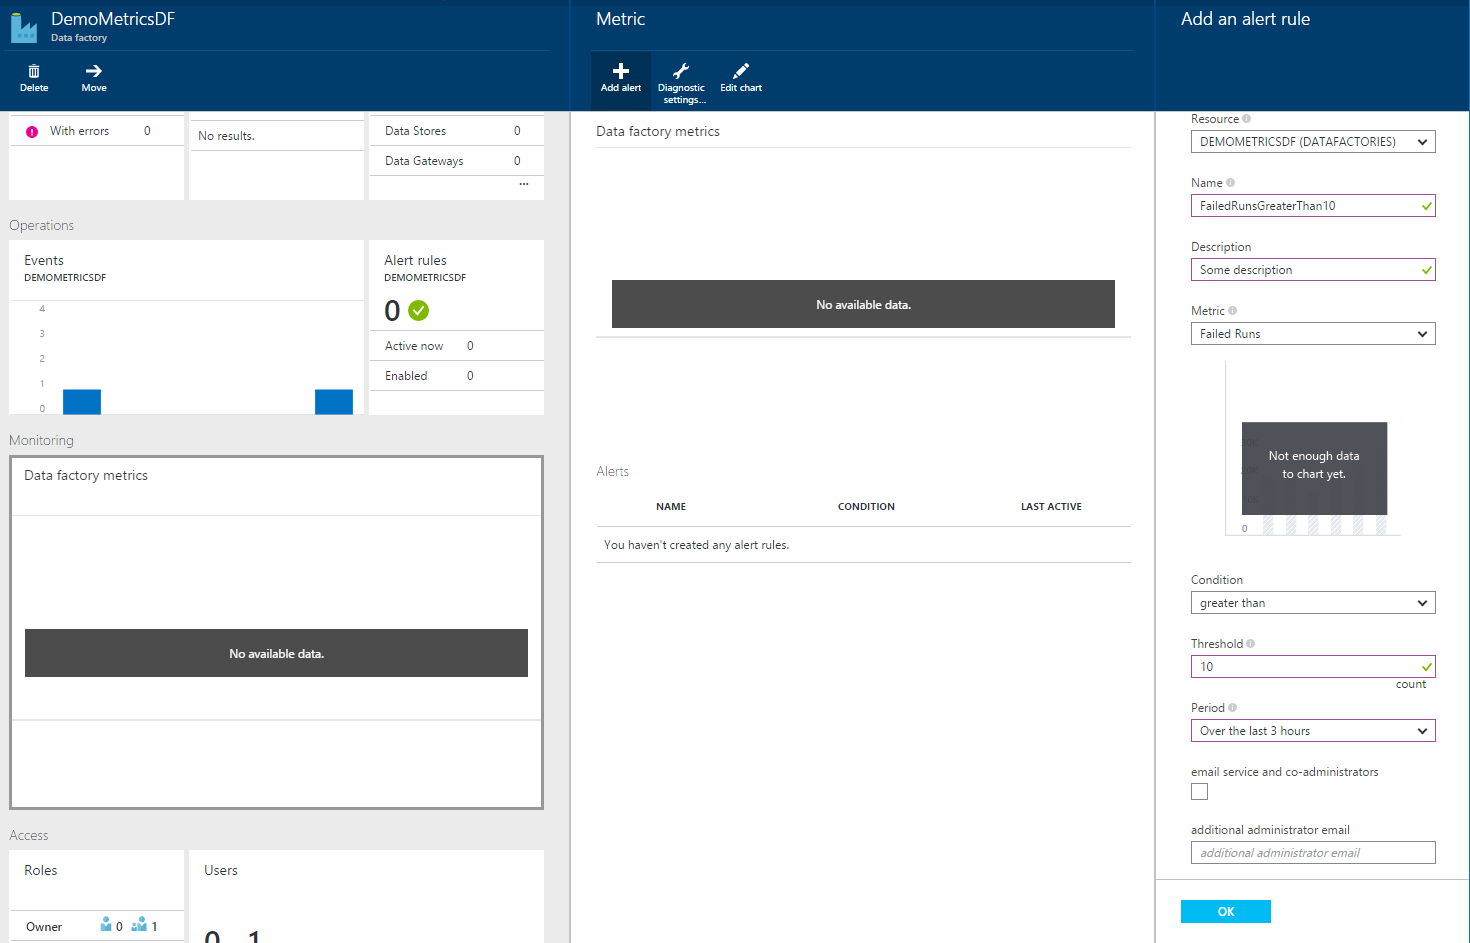 DemoMetricsDF
Data factory
Delete
Move
With errors 0
No results.
Data Stores 0
Data Gateways 0
...
Operations
Events
DEMOMETRICSDF
4
3
2
1
0
Alert rules
DEMOMETRICSDF
0
Active now 0
Enabled 0
Monitoring
Data factory metrics
No available data.
Access
Roles
Owner 0 1
Users
0 1
Metric
Add alert
Diagnostic
settings...
Edit chart
Data factory metrics
No available data.
Alerts
NAME CONDITION LAST ACTIVE
You haven't created any alert rules.
Add an alert rule
Resource
DEMOMETRICSDF (DATAFACTORIES)
Name
FailedRunsGreaterThan10
Description
Some description
Metric
Failed Runs
Not enough data
to chart yet.
0
Condition
greater than
Threshold
10
count
Period
Over the last 3 hours
email service and co-administrators
additional administrator email
additional administrator email
OK